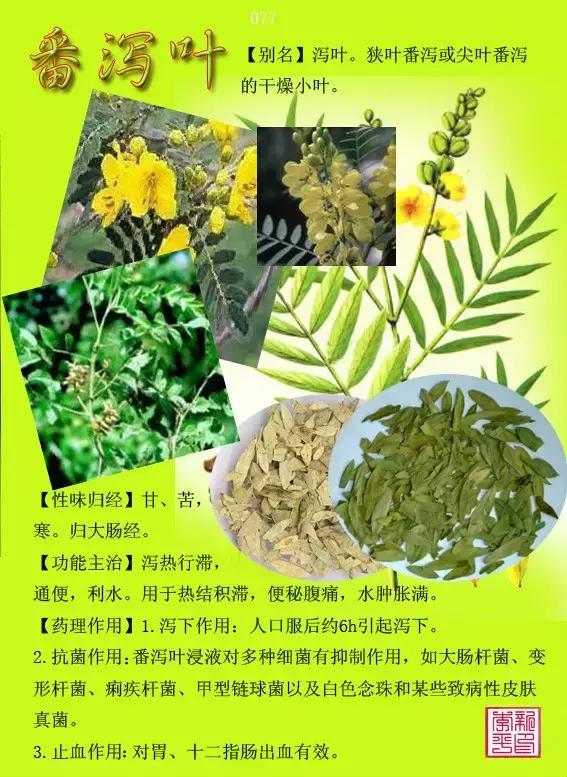 077
番泻叶
【别名】泻叶。狭叶番泻或尖叶番泻
的干燥小叶。
【性味归经】甘、苦，
寒。归大肠经。
【功能主治】泻热行滞，
通便，利水。用于热结积滞，便秘腹痛，水肿胀满。
【药理作用】1.泻下作用：人口服后约6h引起泻下。
2.抗菌作用:番泻叶浸液对多种细菌有抑制作用，如大肠杆菌、变
形杆菌、痢疾杆菌、甲型链球菌以及白色念珠和某些致病性皮肤
真菌。
3.止血作用:对胃、十二指肠出血有效。